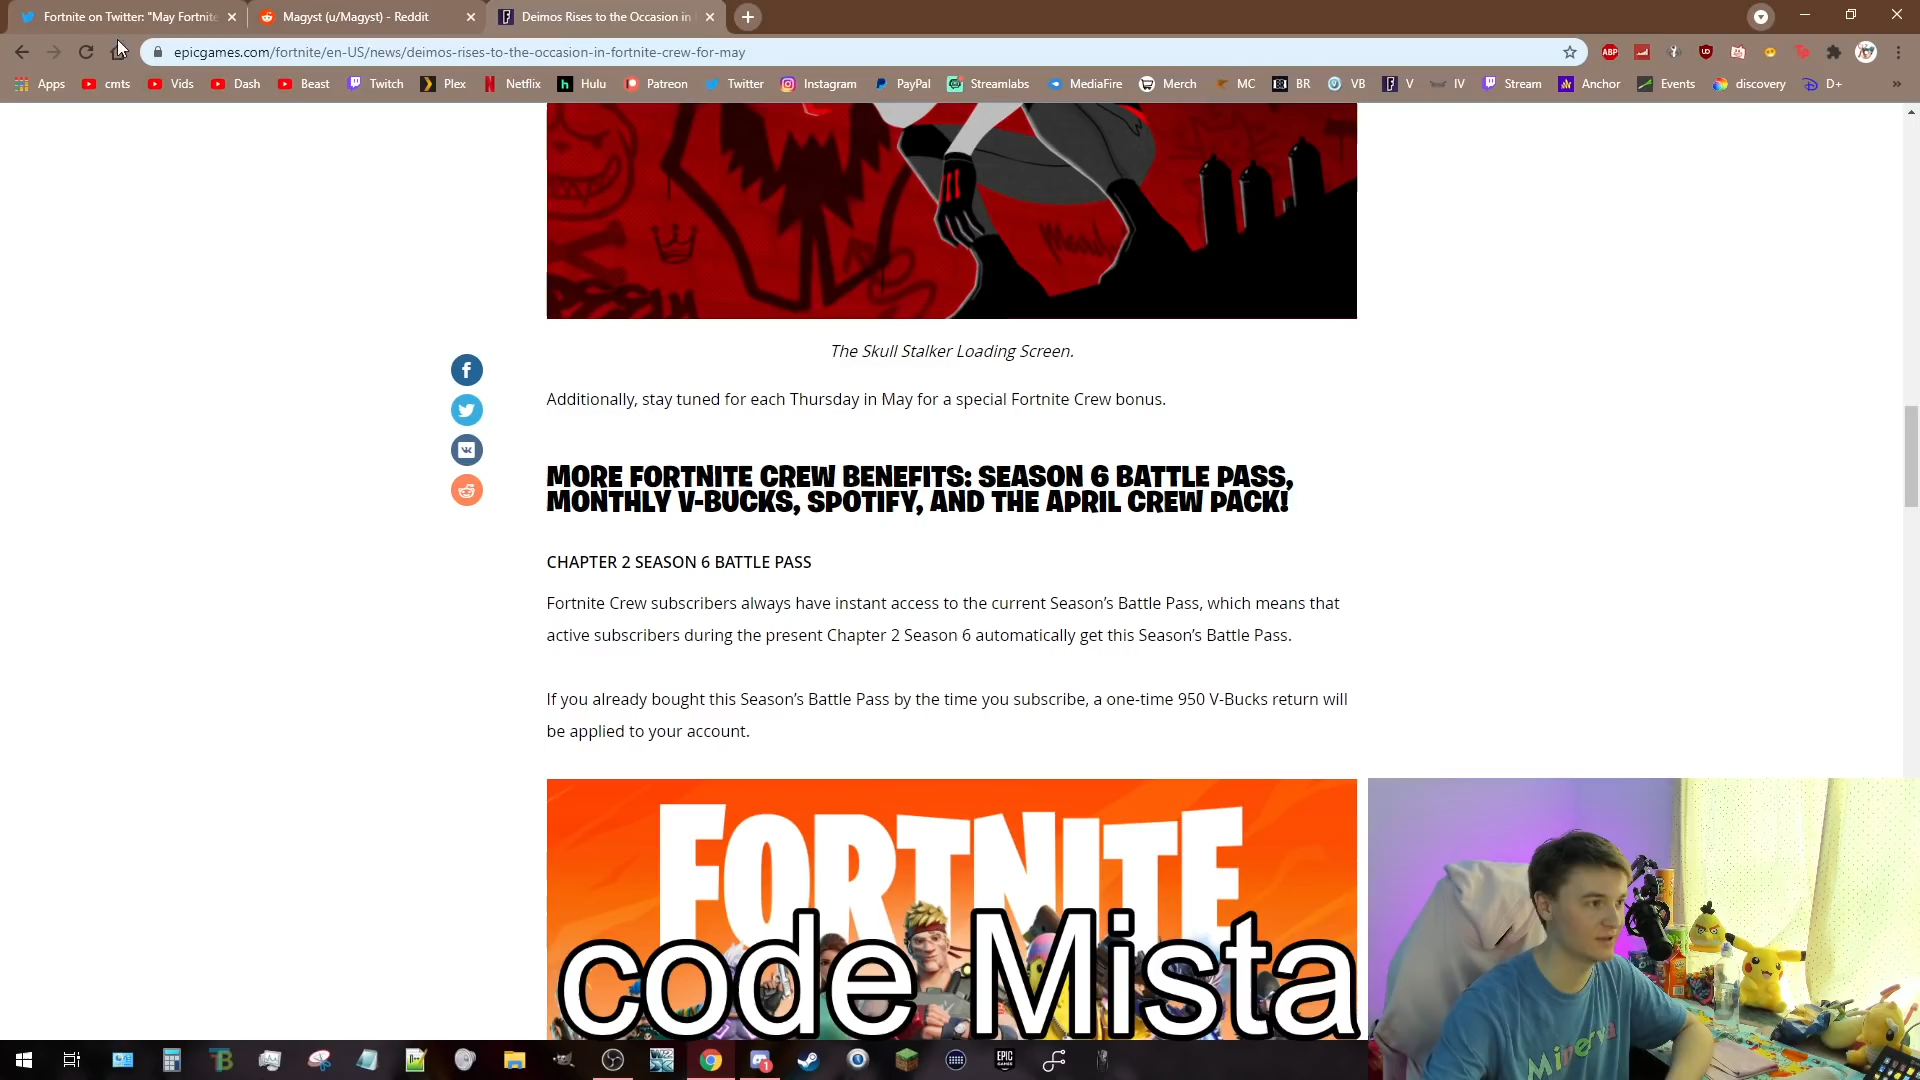 Fortnite on Twitter: "May Fortnite
Magyst (u/Magyst) - Reddit
Deimos Rises to the Occasion in
epicgames.com/fortnite/en-US/news/deimos-rises-to-the-occasion-in-fortnite-crew-for-may
ABP
Apps
cmts
Vids
Dash
Beast
Twitch
Plex
Netflix
Hulu
Patreon
Twitter
Instagram
PayPal
Streamlabs
MediaFire
Merch
MC
BR
VB
V
IV
Stream
Anchor
Events
discovery
D+
The Skull Stalker Loading Screen.
Additionally, stay tuned for each Thursday in May for a special Fortnite Crew bonus.
MORE FORTNITE CREW BENEFITS: SEASON 6 BATTLE PASS,
MONTHLY V-BUCKS, SPOTIFY, AND THE APRIL CREW PACK!
CHAPTER 2 SEASON 6 BATTLE PASS
Fortnite Crew subscribers always have instant access to the current Season's Battle Pass, which means that
active subscribers during the present Chapter 2 Season 6 automatically get this Season's Battle Pass.
If you already bought this Season's Battle Pass by the time you subscribe, a one-time 950 V-Bucks return will
be applied to your account.
FORTNITE
code Mista
Minerva
EPIC
GAMES
1